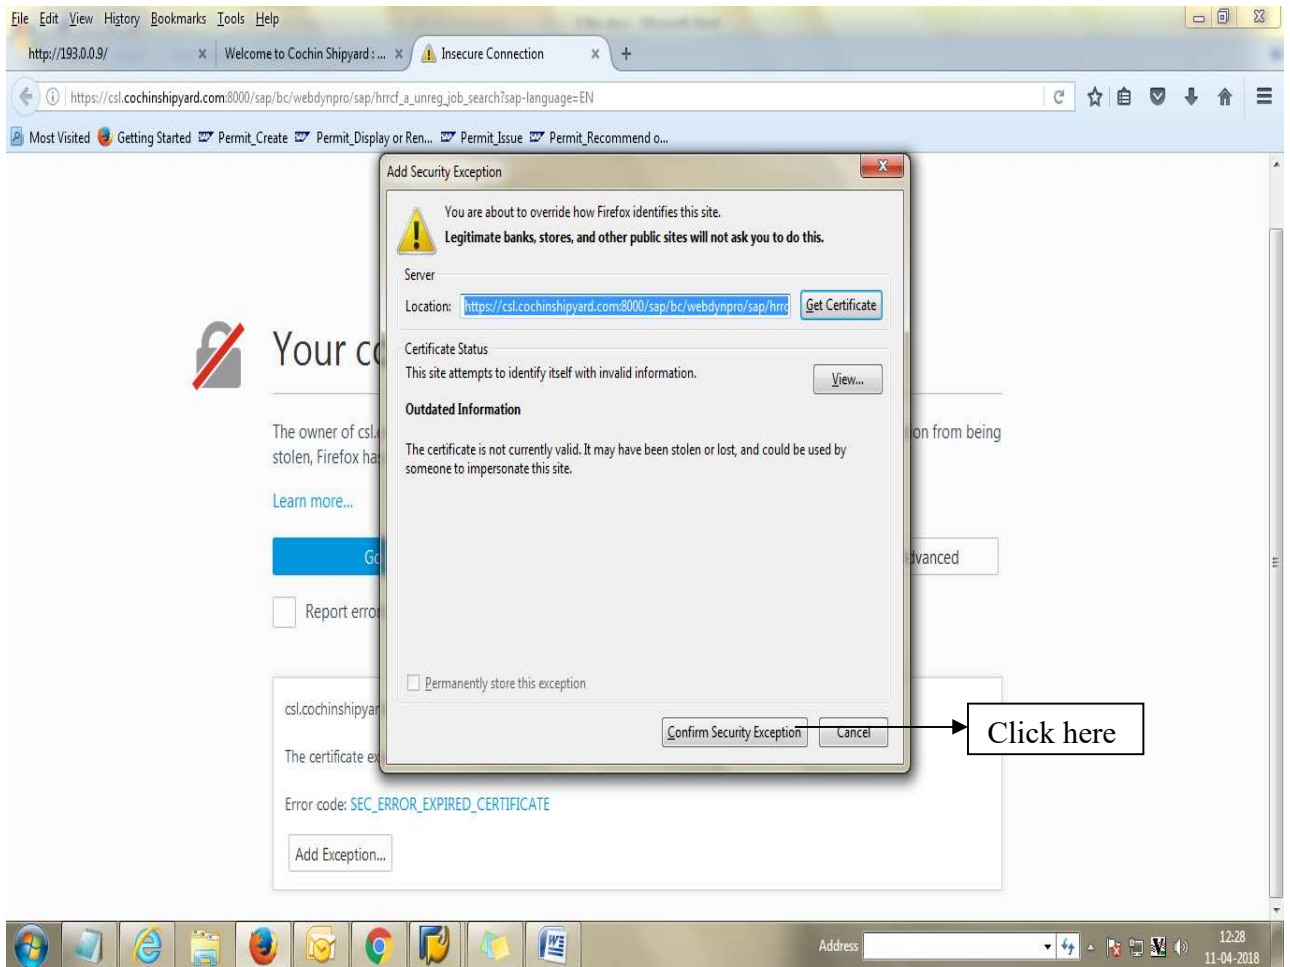 File Edit View History Bookmarks Tools Help
http://193.0.0.9/ Welcome to Cochin Shipyard : ... Insecure Connection
https://csl.cochinshipyard.com:8000/sap/bc/webdynpro/sap/hrrcf_a_unreg_job_search?sap-language=EN
Most Visited Getting Started Permit_Create Permit_Display or Ren... Permit_Issue Permit_Recommend o...
Add Security Exception
You are about to override how Firefox identifies this site.
Legitimate banks, stores, and other public sites will not ask you to do this.
Server
Location: https://csl.cochinshipyard.com:8000/sap/bc/webdynpro/sap/hrrc Get Certificate
Your co
Certificate Status
This site attempts to identify itself with invalid information.
View...
Outdated Information
The owner of csl.c
on from being
stolen, Firefox ha
The certificate is not currently valid. It may have been stolen or lost, and could be used by
someone to impersonate this site.
Learn more...
Go
dvanced
Report erro
Permanently store this exception
csl.cochinshipyar
Confirm Security Exception Cancel
Click here
The certificate ex
Error code: SEC_ERROR_EXPIRED_CERTIFICATE
Add Exception...
Address
12:28
11-04-2018